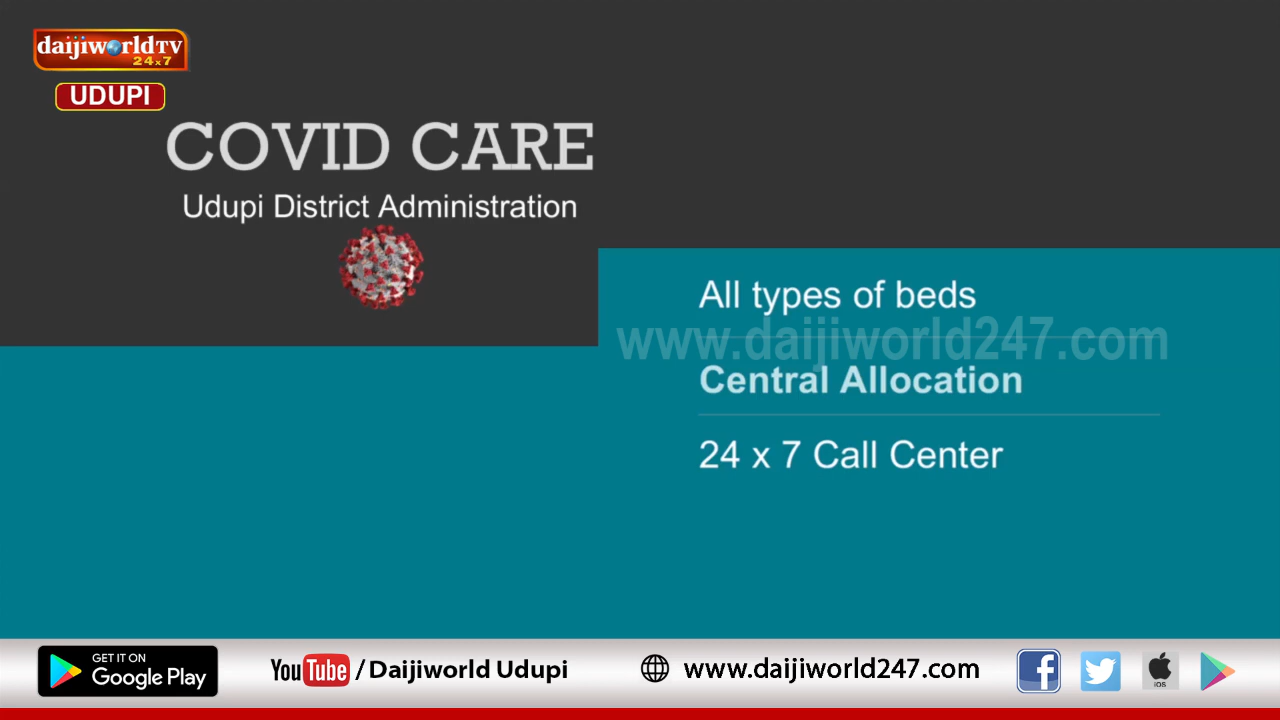 daijiworldTV
24x7
UDUPI
COVID CARE
Udupi District Administration
All types of beds
www.daijiworld247.com
Central Allocation
24 x 7 Call Center
GET IT ON
Google Play
YouTube /Daijiworld Udupi
www.daijiworld247.com
iOS